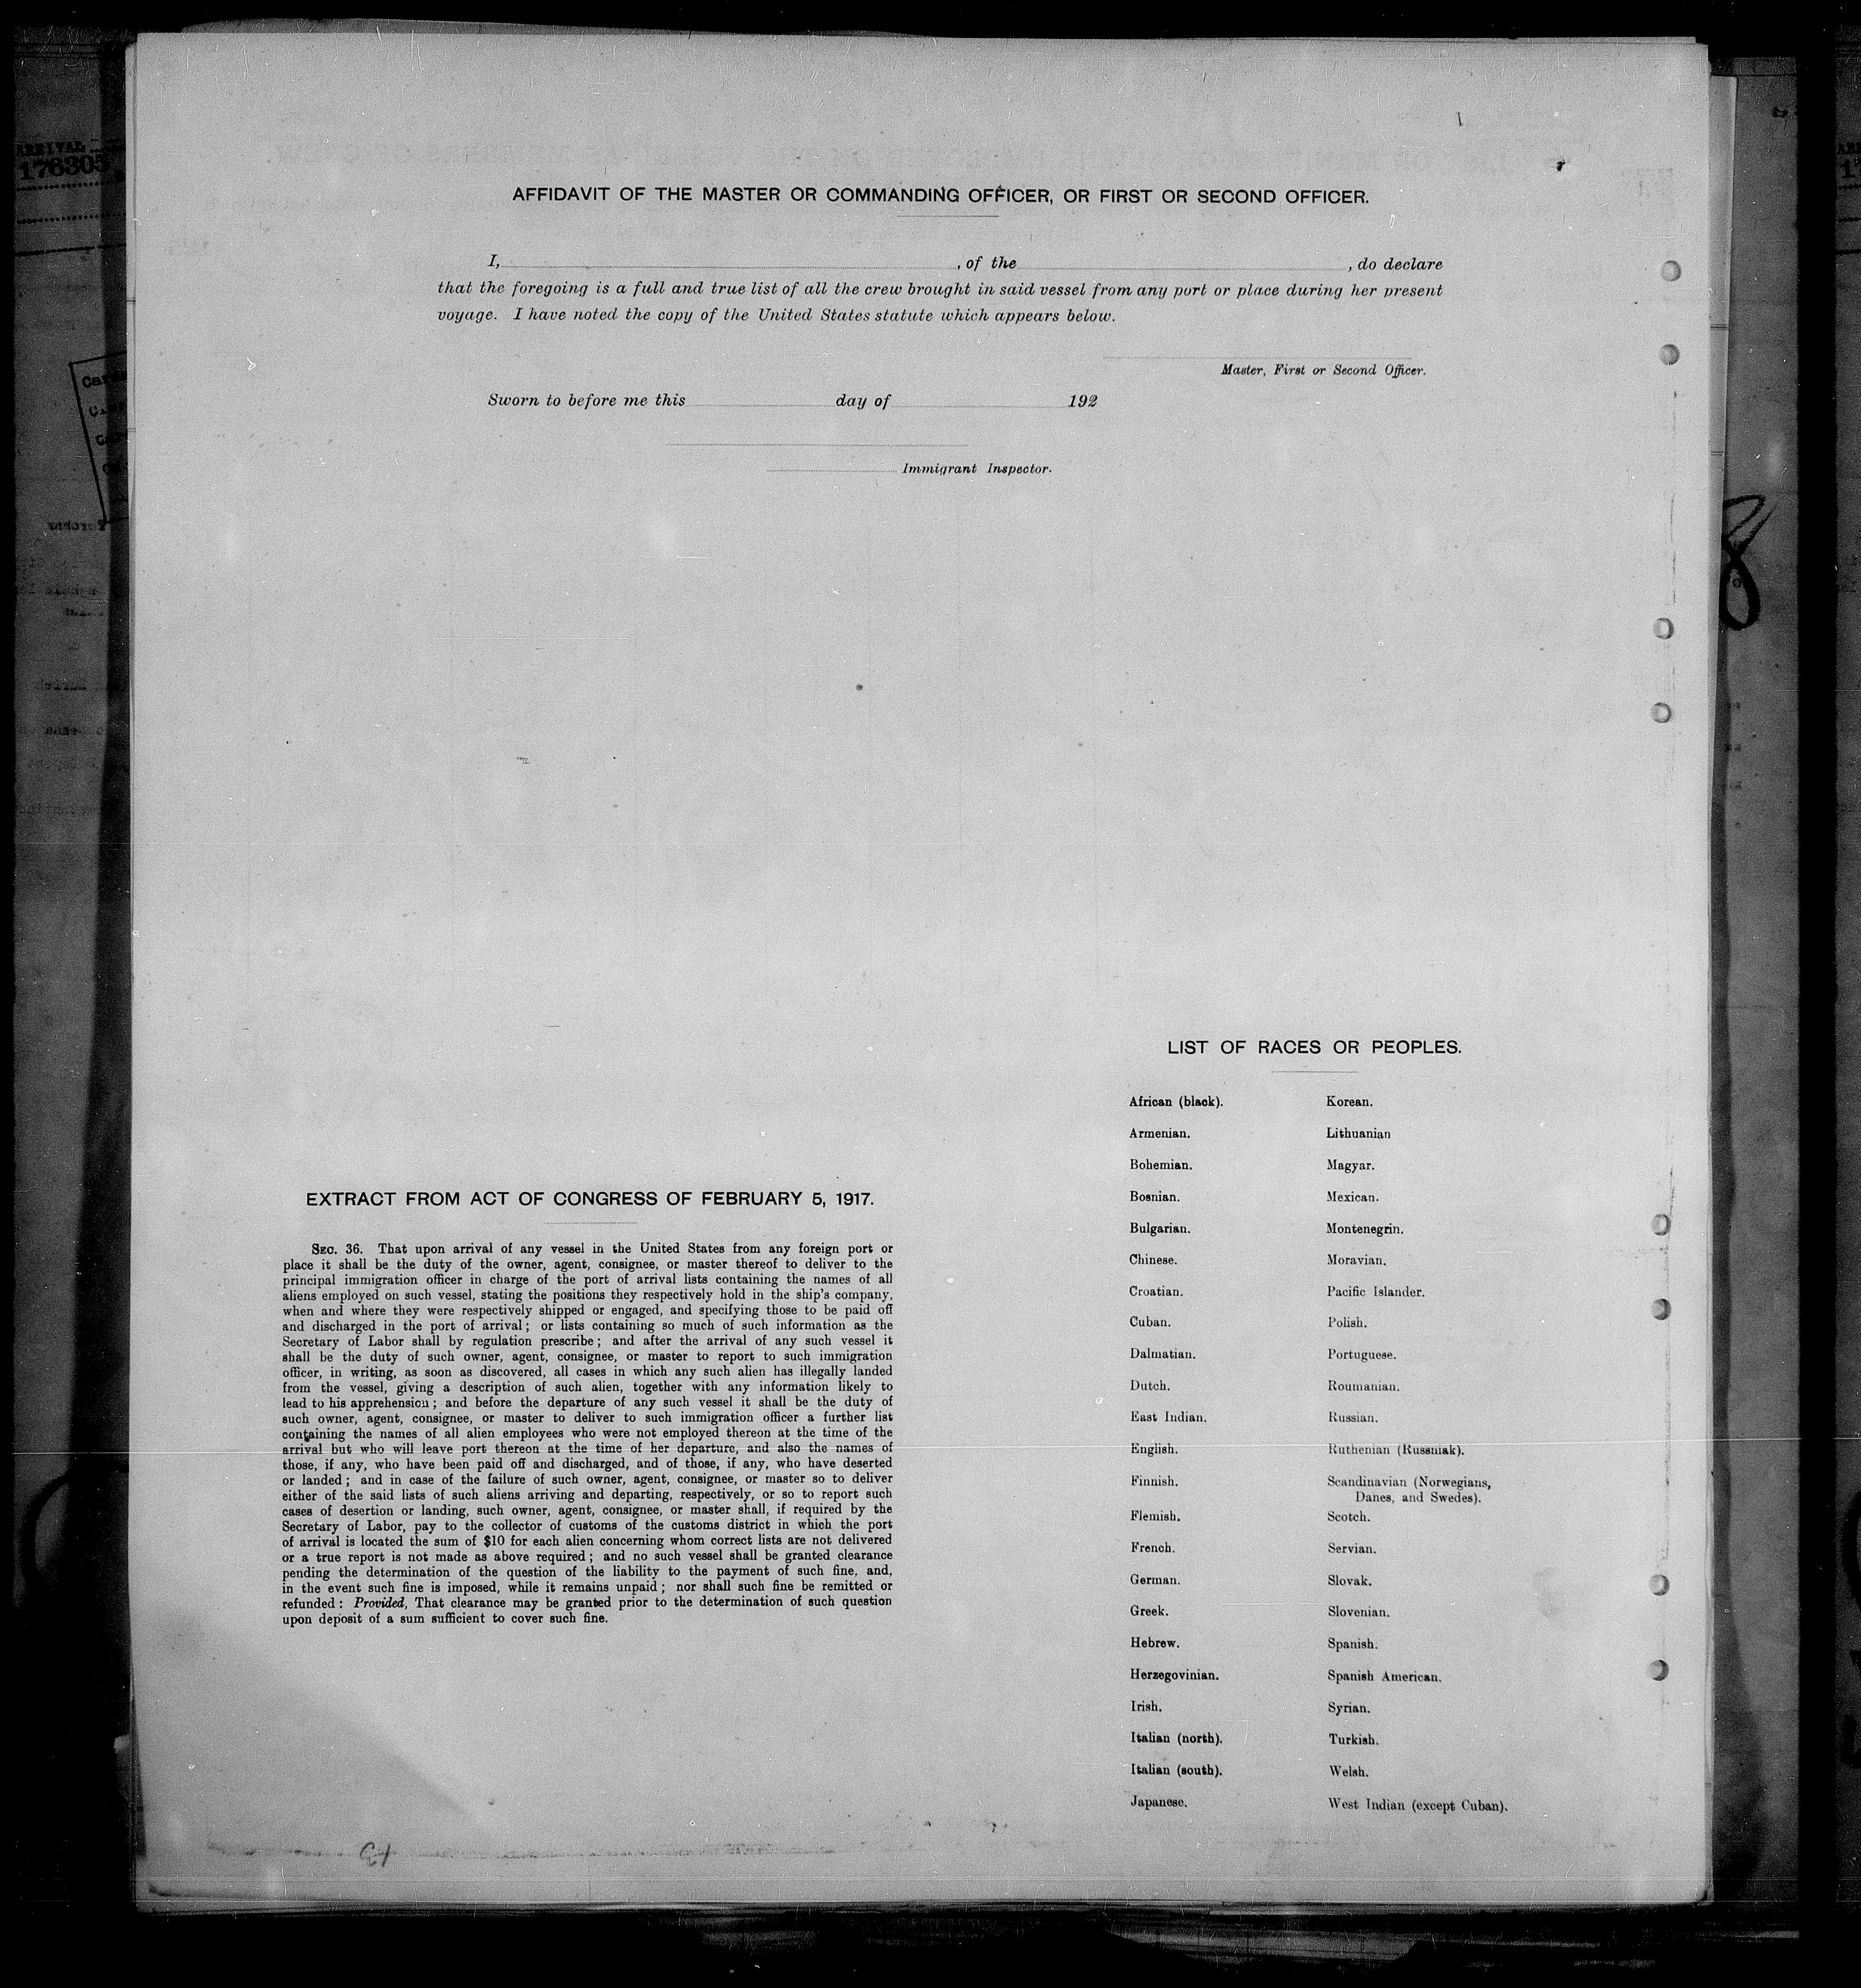 AFFIDAVIT OF THE MASTER OR COMMANDING OFFICER, OR FIRST OR SECOND OFFICER.
I, , of the , do declare
that the foregoing is a full and true list of all the crew brought in said vessel from any port or place during her present
voyage. I have noted the copy of the United States statute which appears below.
Master, First or Second Officer.
Sworn to before me this day of 192
Immigrant Inspector.
EXTRACT FROM ACT OF CONGRESS OF FEBRUARY 5, 1917.
SEC. 36. That upon arrival of any vessel in the United States from any foreign port or
place it shall be the duty of the owner, agent, consignee, or master thereof to deliver to the
principal immigration officer in charge of the port of arrival lists containing the names of all
aliens employed on such vessel, stating the positions they respectively hold in the ship's company,
when and where they were respectively shipped or engaged, and specifying those to be paid off
and discharged in the port of arrival; or lists containing so much of such information as the
Secretary of Labor shall by regulation prescribe; and after the arrival of any such vessel it
shall be the duty of such owner, agent, consignee, or master to report to such immigration
officer, in writing, as soon as discovered, all cases in which any such alien has illegally landed
from the vessel, giving a description of such alien, together with any information likely to
lead to his apprehension; and before the departure of any such vessel it shall be the duty of
such owner, agent, consignee, or master to deliver to such immigration officer a further list
containing the names of all alien employees who were not employed thereon at the time of the
arrival but who will leave port thereon at the time of her departure, and also the names of
those, if any, who have been paid off and discharged, and of those, if any, who have deserted
or landed; and in case of the failure of such owner, agent, consignee, or master so to deliver
either of the said lists of such aliens arriving and departing, respectively, or so to report such
cases of desertion or landing, such owner, agent, consignee, or master shall, if required by the
Secretary of Labor, pay to the collector of customs of the customs district in which the port
of arrival is located the sum of $10 for each alien concerning whom correct lists are not delivered
or a true report is not made as above required; and no such vessel shall be granted clearance
pending the determination of the question of the liability to the payment of such fine, and,
in the event such fine is imposed, while it remains unpaid; nor shall such fine be remitted or
refunded: Provided, That clearance may be granted prior to the determination of such question
upon deposit of a sum sufficient to cover such fine.
LIST OF RACES OR PEOPLES.
African (black).
Armenian.
Bohemian.
Bosnian.
Bulgarian.
Chinese.
Croatian.
Cuban.
Dalmatian.
Dutch.
East Indian.
English.
Finnish.
Flemish.
French.
German.
Greek.
Hebrew.
Herzegovinian.
Irish.
Italian (north).
Italian (south).
Japanese.
Korean.
Lithuanian
Magyar.
Mexican.
Montenegrin.
Moravian.
Pacific Islander.
Polish.
Portuguese.
Roumanian.
Russian.
Ruthenian (Russniak).
Scandinavian (Norwegians,
Danes, and Swedes).
Scotch.
Servian.
Slovak.
Slovenian.
Spanish.
Spanish American.
Syrian.
Turkish.
Welsh.
West Indian (except Cuban).
ARRIVAL
176305
8